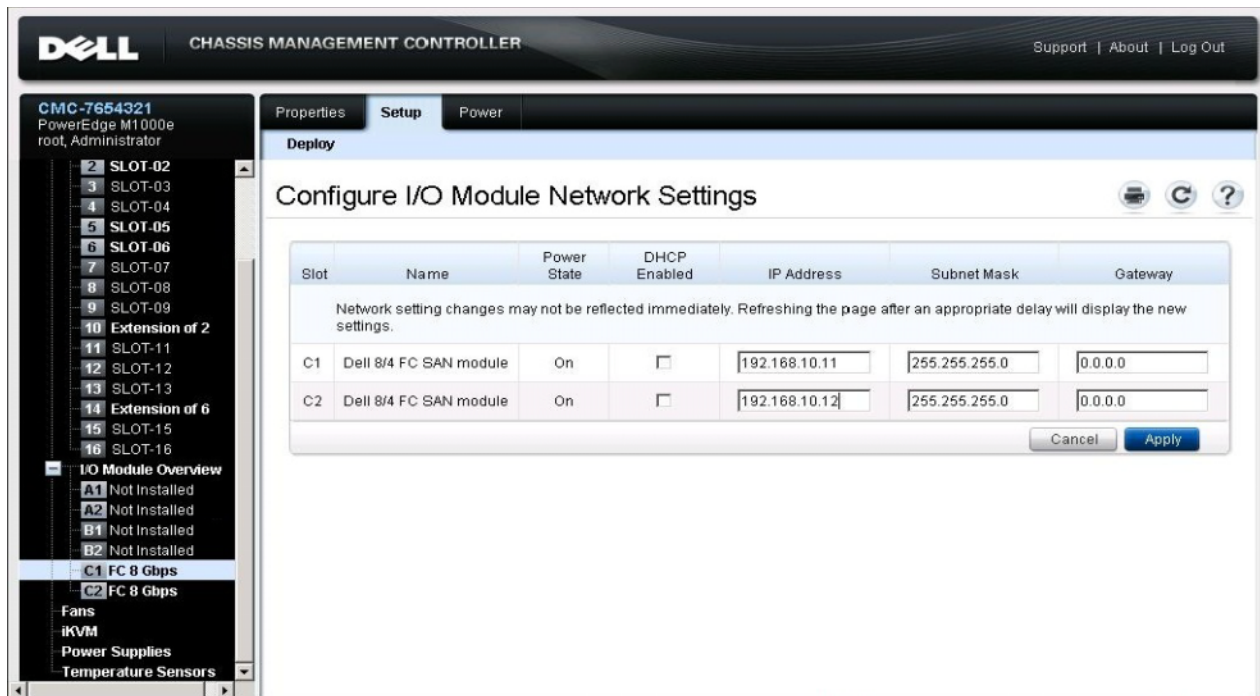 DELL CHASSIS MANAGEMENT CONTROLLER
Support | About | Log Out
CMC-7654321
PowerEdge M1000e
root, Administrator
2 SLOT-02
3 SLOT-03
4 SLOT-04
5 SLOT-05
6 SLOT-06
7 SLOT-07
8 SLOT-08
9 SLOT-09
10 Extension of 2
11 SLOT-11
12 SLOT-12
13 SLOT-13
14 Extension of 6
15 SLOT-15
16 SLOT-16
I/O Module Overview
A1 Not Installed
A2 Not Installed
B1 Not Installed
B2 Not Installed
C1 FC 8 Gbps
C2 FC 8 Gbps
Fans
iKVM
Power Supplies
Temperature Sensors
Properties Setup Power
Deploy
Configure I/O Module Network Settings
Slot Name Power State DHCP Enabled IP Address Subnet Mask Gateway
Network setting changes may not be reflected immediately. Refreshing the page after an appropriate delay will display the new
settings.
C1 Dell 8/4 FC SAN module On 192.168.10.11 255.255.255.0 0.0.0.0
C2 Dell 8/4 FC SAN module On 192.168.10.12 255.255.255.0 0.0.0.0
Cancel Apply